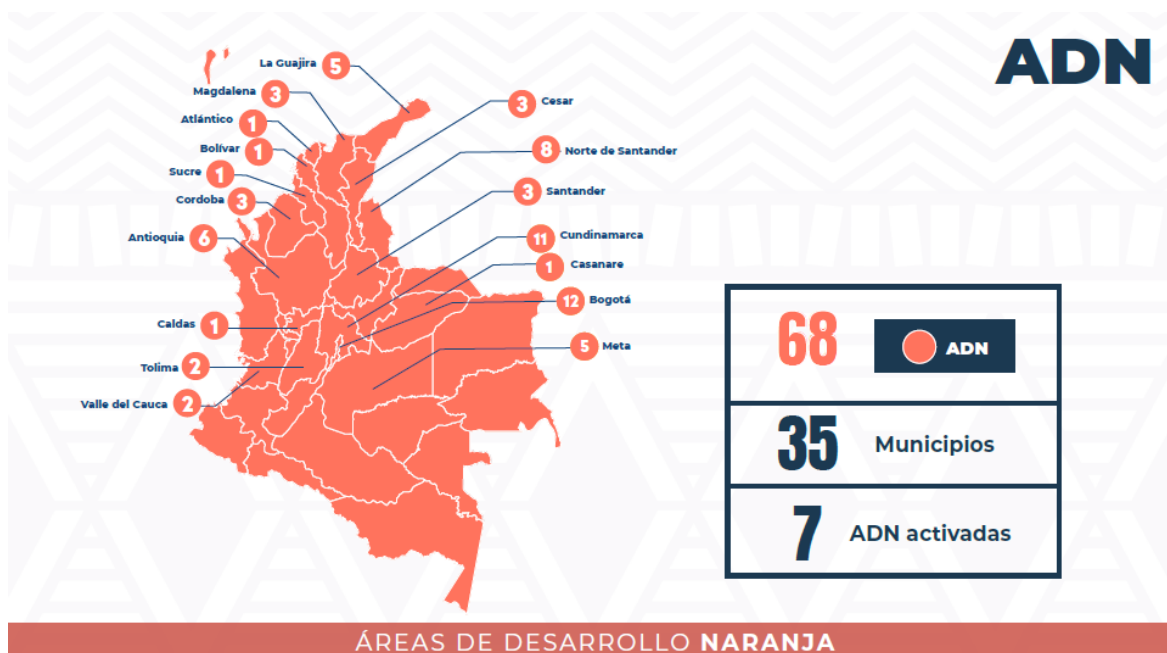 ADN
La Guajira 5
Magdalena 3
Atlántico 1
Bolívar 1
Sucre 1
Cordoba 3
Antioquia 6
Caldas 1
Tolima 2
Valle del Cauca 2
3 Cesar
8 Norte de Santander
3 Santander
11 Cundinamarca
1 Casanare
12 Bogotá
5 Meta
68 ADN
35 Municipios
7 ADN activadas
ÁREAS DE DESARROLLO NARANJA